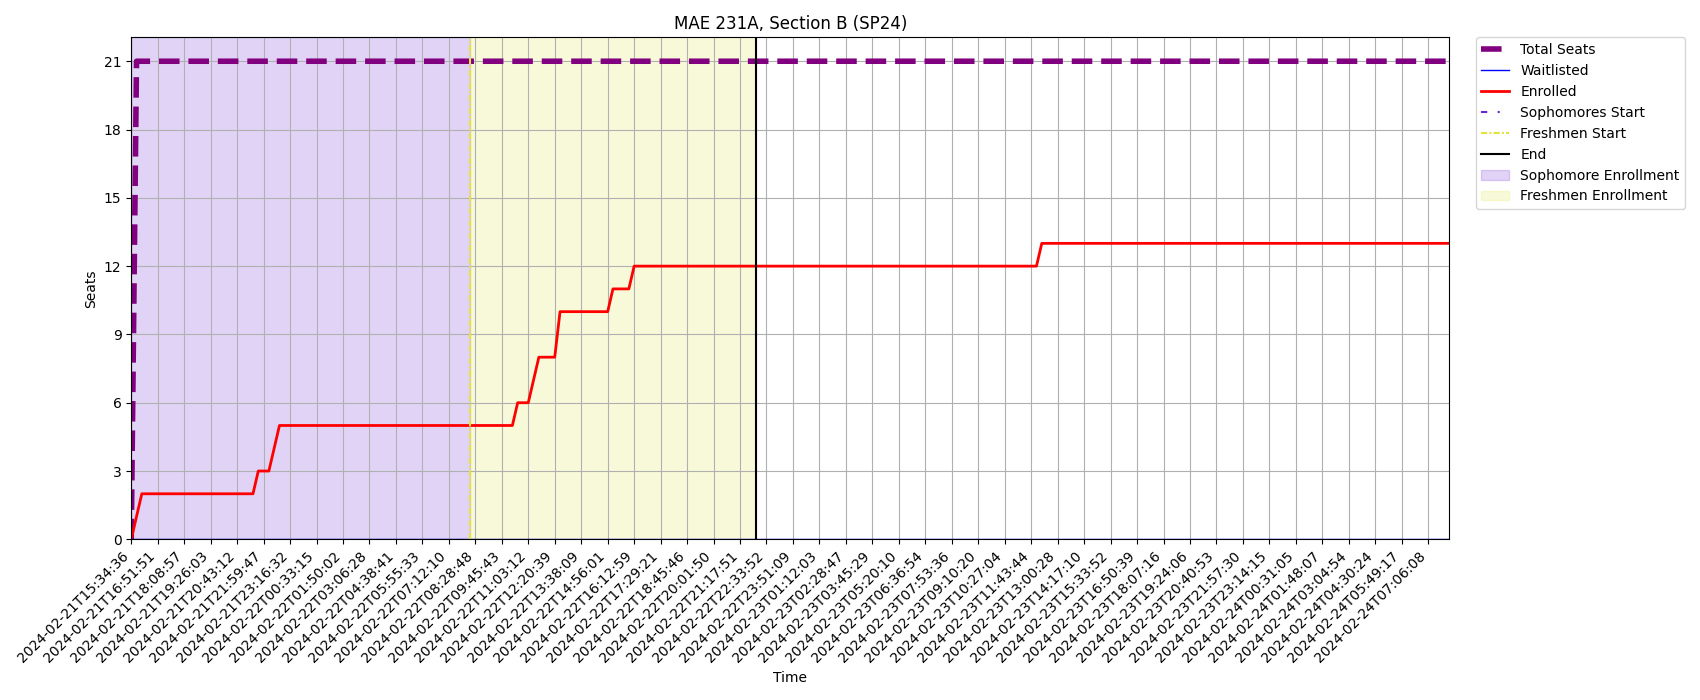 MAE 231A, Section B (SP24)
Total Seats
Waitlisted
Enrolled
Sophomores Start
Freshmen Start
End
Sophomore Enrollment
Freshmen Enrollment
Seats
21
18
15
12
9
6
3
0
2024-02-21T15:34:36
2024-02-21T16:51:51
2024-02-21T18:08:57
2024-02-21T19:26:03
2024-02-21T20:43:12
2024-02-21T21:59:47
2024-02-21T23:16:32
2024-02-22T00:33:15
2024-02-22T01:50:02
2024-02-22T03:06:28
2024-02-22T04:38:41
2024-02-22T05:55:33
2024-02-22T07:12:10
2024-02-22T08:28:48
2024-02-22T09:45:43
2024-02-22T11:03:12
2024-02-22T12:20:39
2024-02-22T13:38:09
2024-02-22T14:56:01
2024-02-22T16:12:59
2024-02-22T17:29:21
2024-02-22T18:45:46
2024-02-22T20:01:50
2024-02-22T21:17:51
2024-02-22T22:33:52
2024-02-22T23:51:09
2024-02-23T01:12:03
2024-02-23T02:28:47
2024-02-23T03:45:29
2024-02-23T05:20:10
2024-02-23T06:36:54
2024-02-23T07:53:36
2024-02-23T09:10:20
2024-02-23T10:27:04
2024-02-23T11:43:44
2024-02-23T13:00:28
2024-02-23T14:17:10
2024-02-23T15:33:52
2024-02-23T16:50:39
2024-02-23T18:07:16
2024-02-23T19:24:06
2024-02-23T20:40:53
2024-02-23T21:57:30
2024-02-23T23:14:15
2024-02-24T00:31:05
2024-02-24T01:48:07
2024-02-24T03:04:54
2024-02-24T04:30:24
2024-02-24T05:49:17
2024-02-24T07:06:08
Time